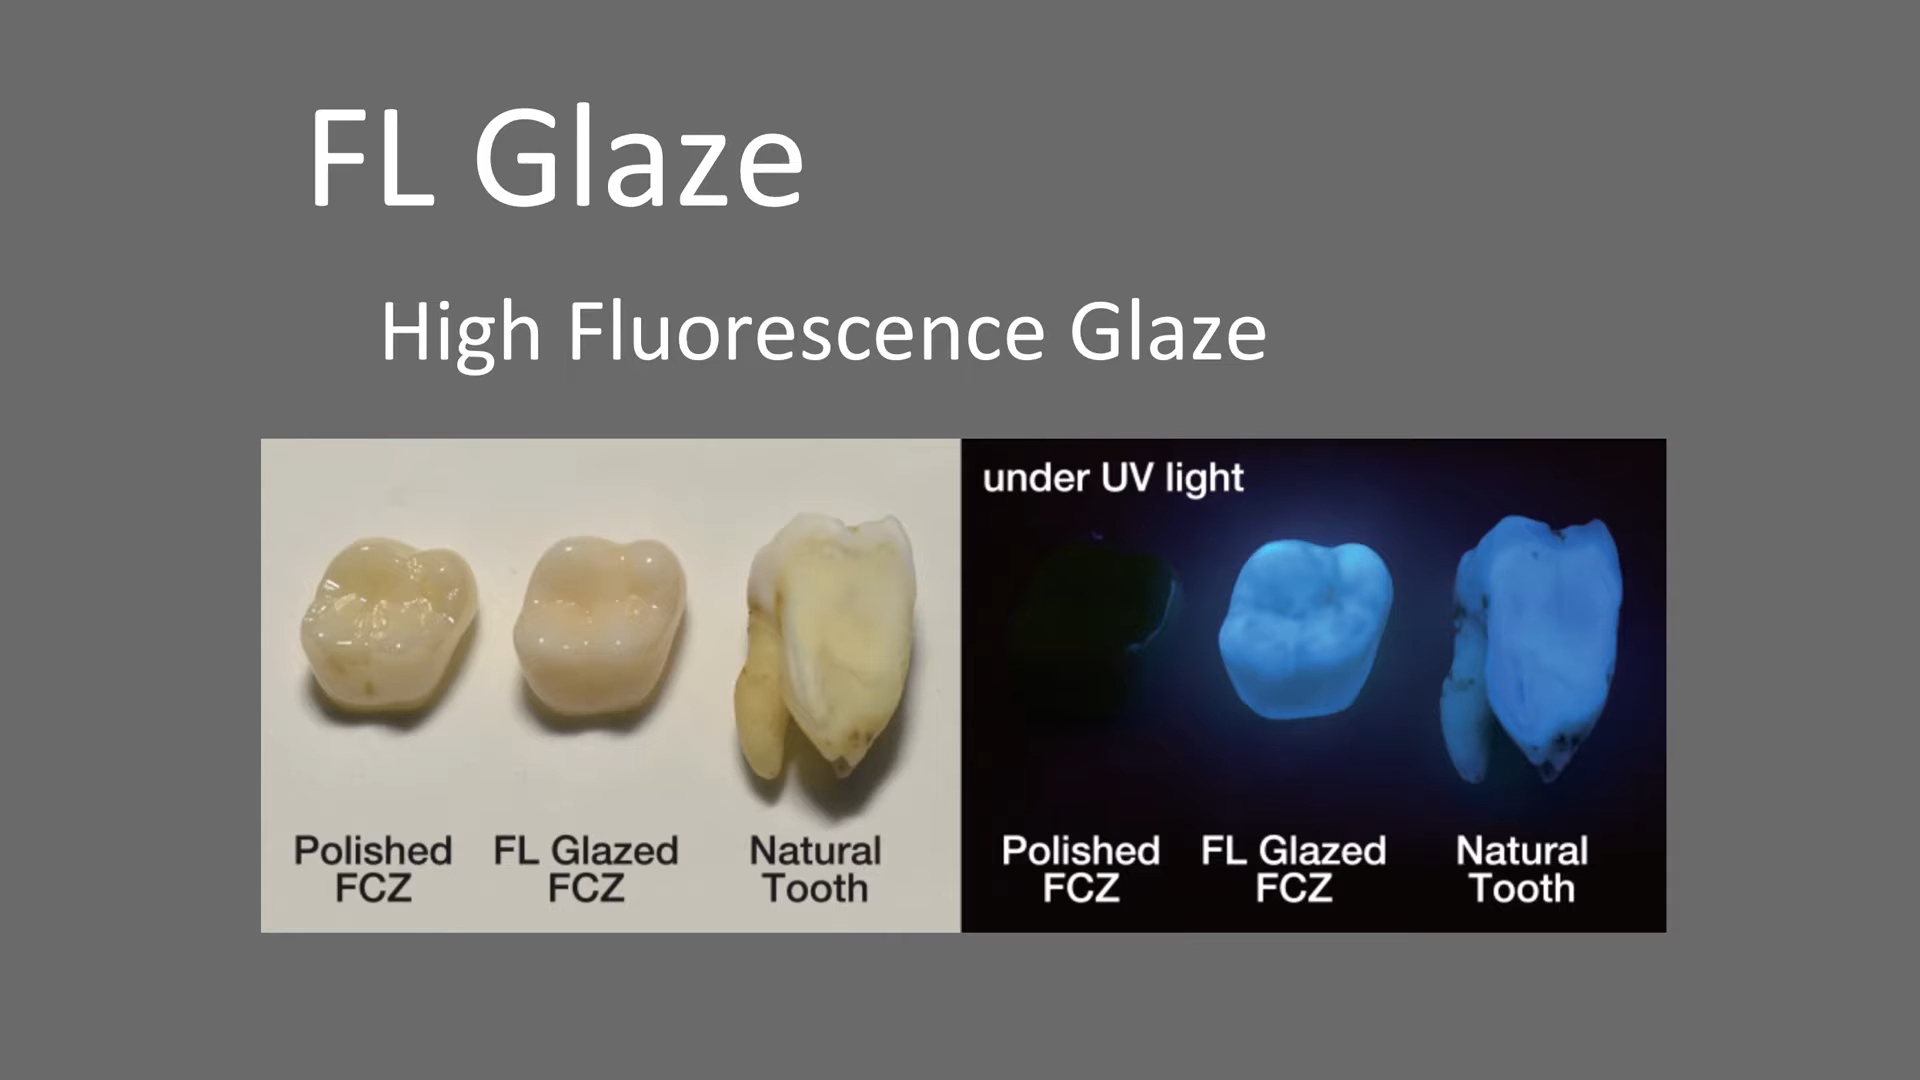 FL Glaze
High Fluorescence Glaze
under UV light
Polished
FCZ
FL Glazed
FCZ
Natural
Tooth
Polished
FCZ
FL Glazed
FCZ
Natural
Tooth